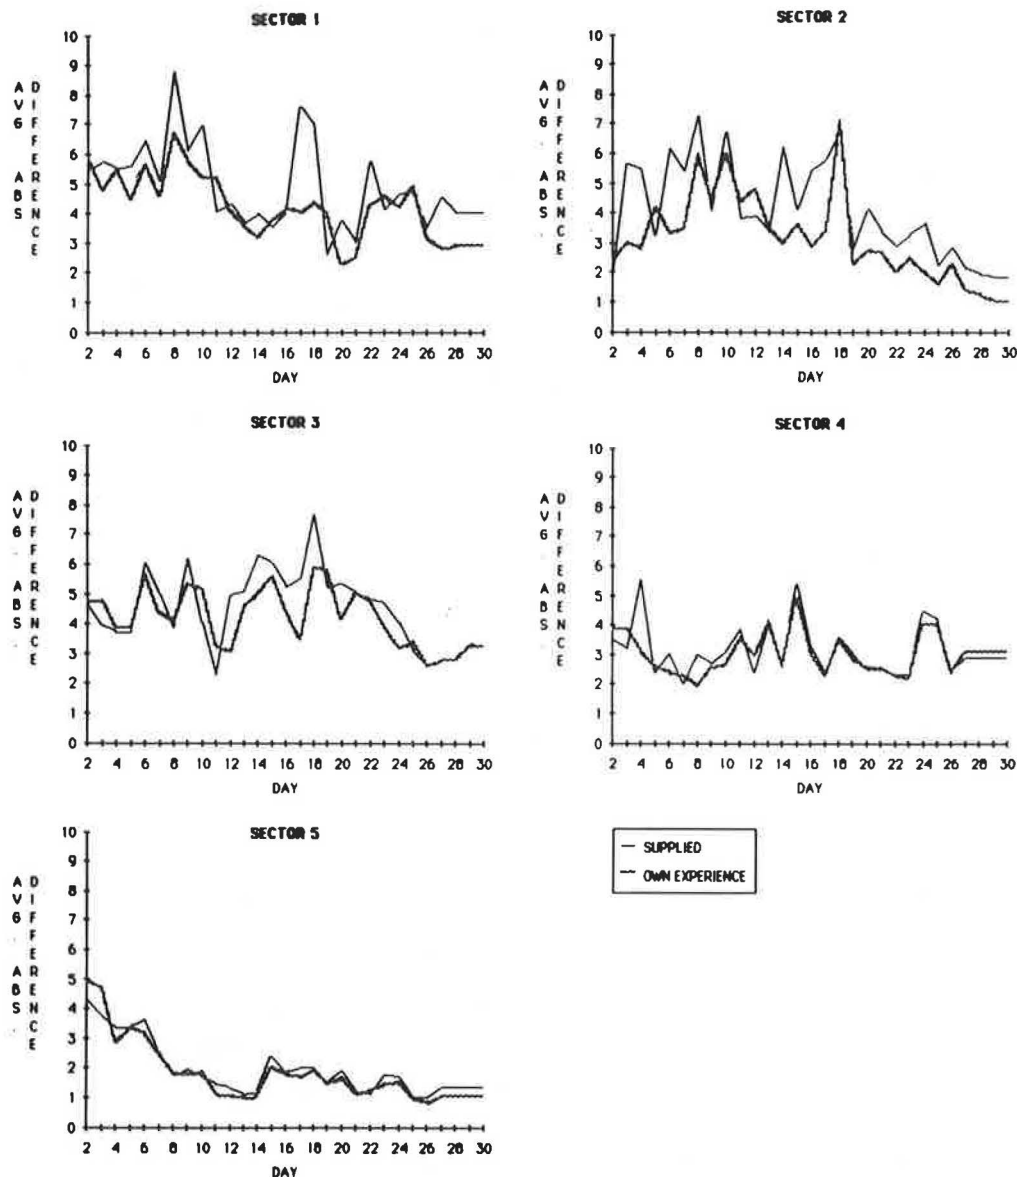 SECTOR 1
10
9
8
7
6
5
4
3
2
1
0
AVG. ABS.
DIFFERENCE
2 4 6 8 10 12 14 16 18 20 22 24 26 28 30
DAY
SECTOR 2
10
9
8
7
6
5
4
3
2
1
0
AVG. ABS.
DIFFERENCE
2 4 6 8 10 12 14 16 18 20 22 24 26 28 30
DAY
SECTOR 3
10
9
8
7
6
5
4
3
2
1
0
AVG. ABS.
DIFFERENCE
2 4 6 8 10 12 14 16 18 20 22 24 26 28 30
DAY
SECTOR 4
10
9
8
7
6
5
4
3
2
1
0
AVG. ABS.
DIFFERENCE
2 4 6 8 10 12 14 16 18 20 22 24 26 28 30
DAY
SECTOR 5
10
9
8
7
6
5
4
3
2
1
0
AVG. ABS.
DIFFERENCE
2 4 6 8 10 12 14 16 18 20 22 24 26 28 30
DAY
SUPPLIED
OWN EXPERIENCE